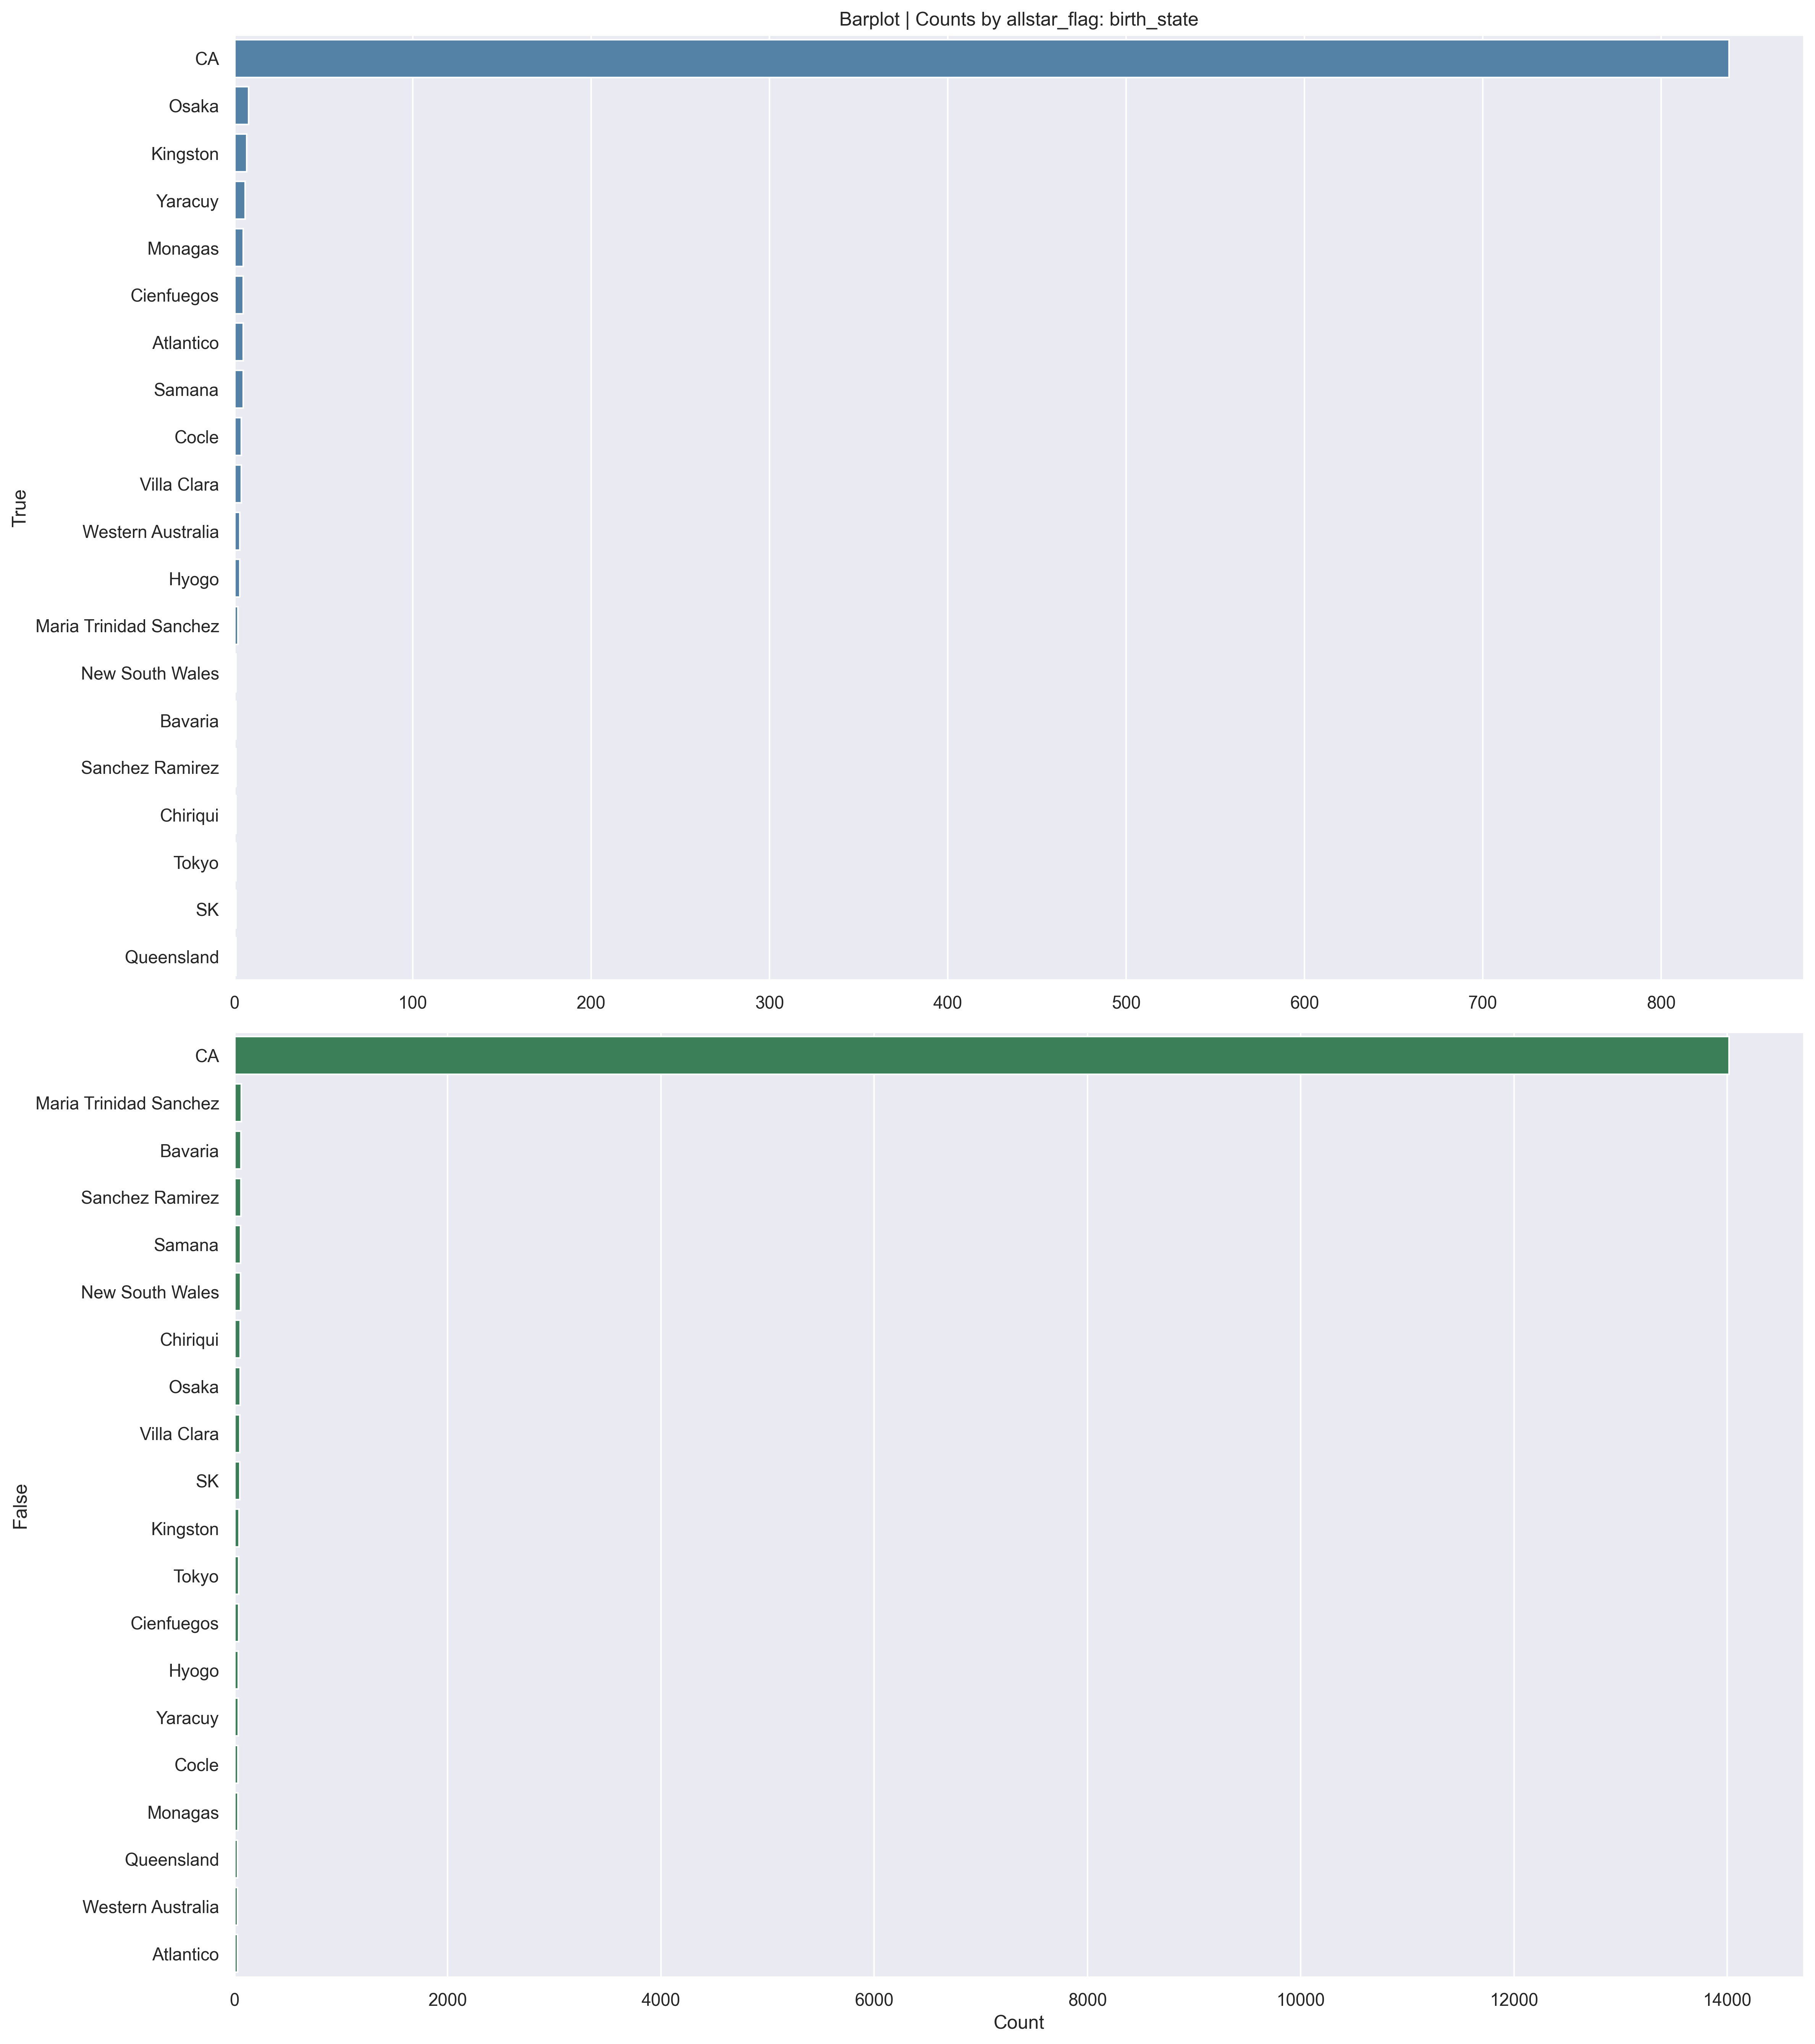 Barplot | Counts by allstar_flag: birth_state
True
CA
Osaka
Kingston
Yaracuy
Monagas
Cienfuegos
Atlantico
Samana
Cocle
Villa Clara
Western Australia
Hyogo
Maria Trinidad Sanchez
New South Wales
Bavaria
Sanchez Ramirez
Chiriqui
Tokyo
SK
Queensland
0 100 200 300 400 500 600 700 800
False
CA
Maria Trinidad Sanchez
Bavaria
Sanchez Ramirez
Samana
New South Wales
Chiriqui
Osaka
Villa Clara
SK
Kingston
Tokyo
Cienfuegos
Hyogo
Yaracuy
Cocle
Monagas
Queensland
Western Australia
Atlantico
0 2000 4000 6000 8000 10000 12000 14000
Count